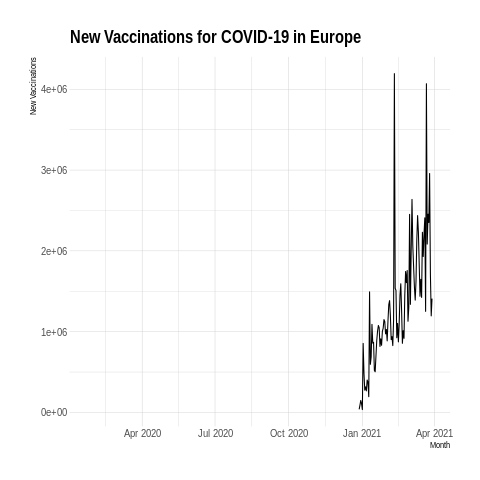 New Vaccinations for COVID-19 in Europe
New Vaccinations
4e+06
3e+06
2e+06
1e+06
0e+00
Apr 2020 Jul 2020 Oct 2020 Jan 2021 Apr 2021
Month